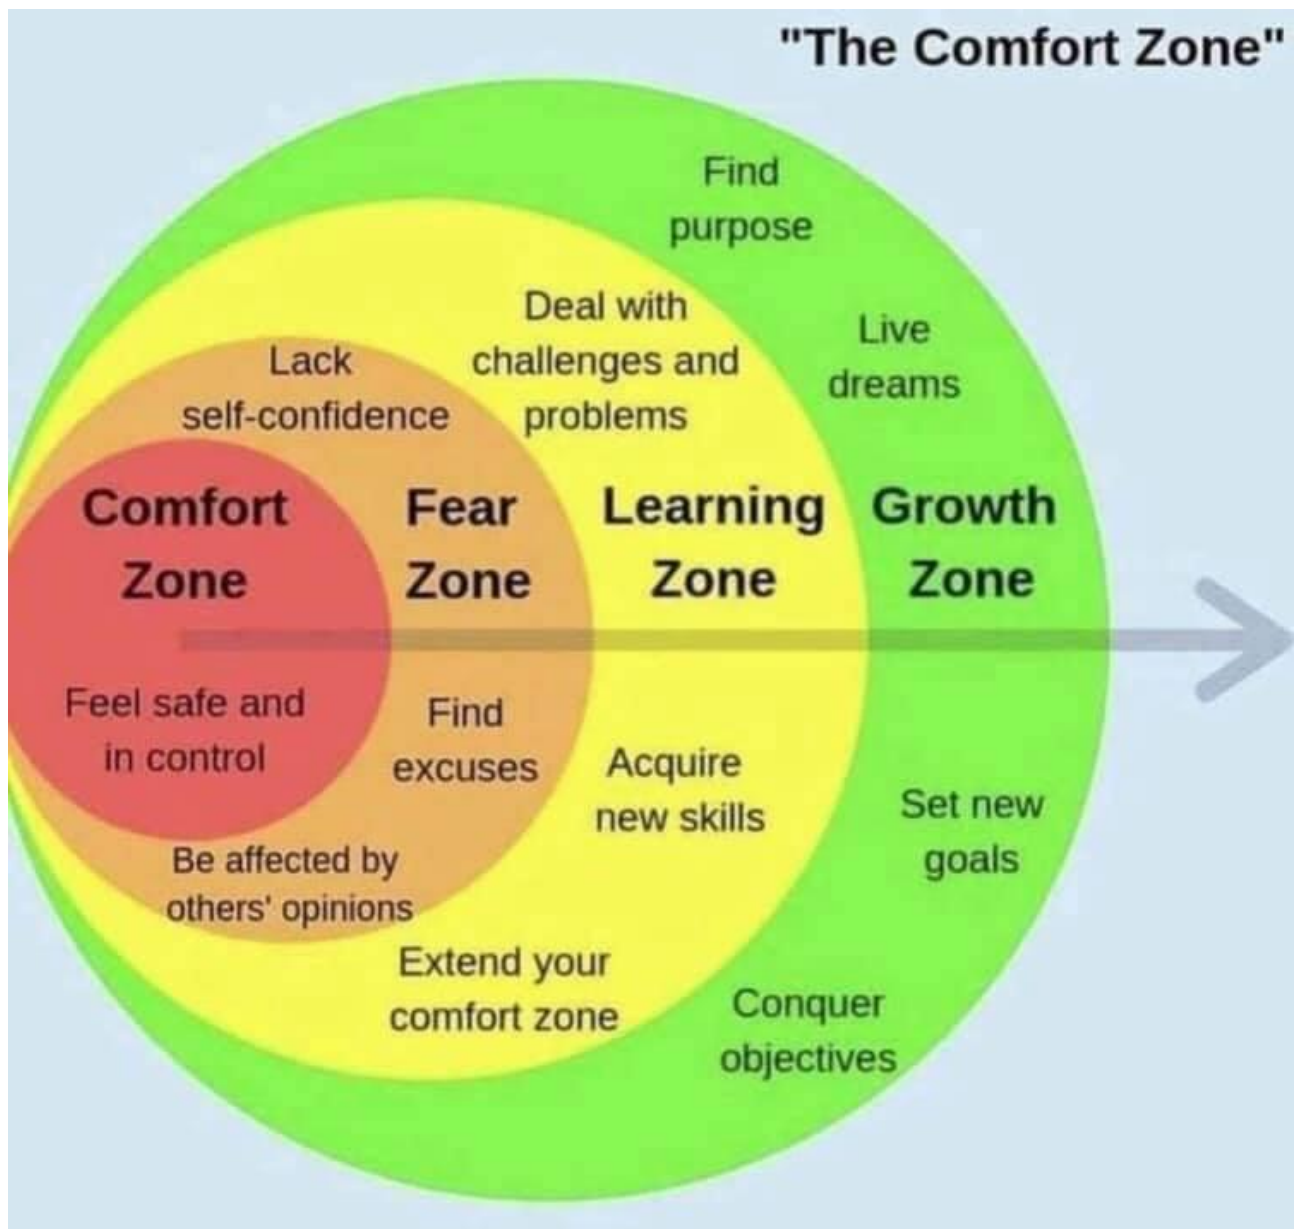 "The Comfort Zone"
Comfort
Zone
Feel safe and
in control
Lack
self-confidence
Fear
Zone
Find
excuses
Be affected by
others' opinions
Deal with
challenges and
problems
Learning
Zone
Acquire
new skills
Extend your
comfort zone
Find
purpose
Live
dreams
Growth
Zone
Set new
goals
Conquer
objectives